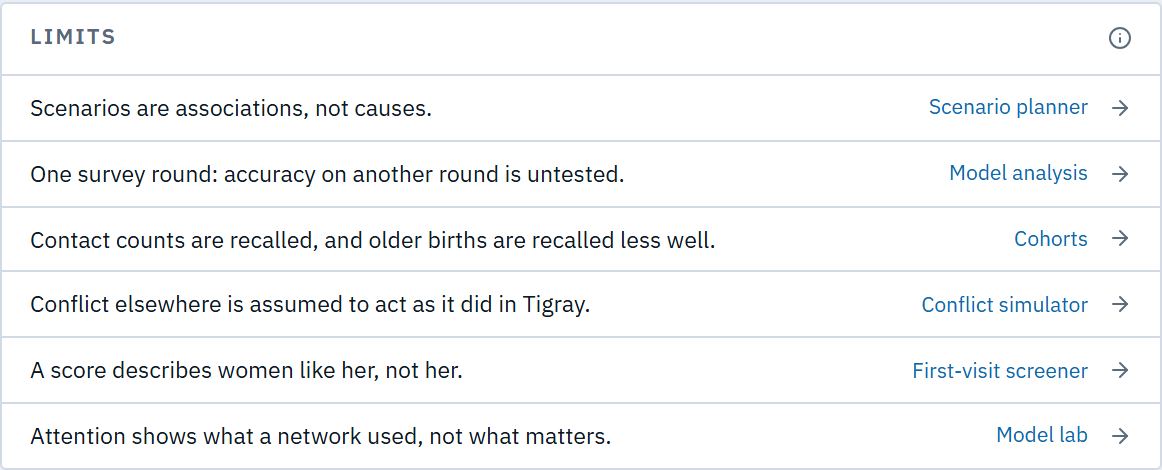 LIMITS
Scenarios are associations, not causes. Scenario planner
One survey round: accuracy on another round is untested. Model analysis
Contact counts are recalled, and older births are recalled less well. Cohorts
Conflict elsewhere is assumed to act as it did in Tigray. Conflict simulator
A score describes women like her, not her. First-visit screener
Attention shows what a network used, not what matters. Model lab